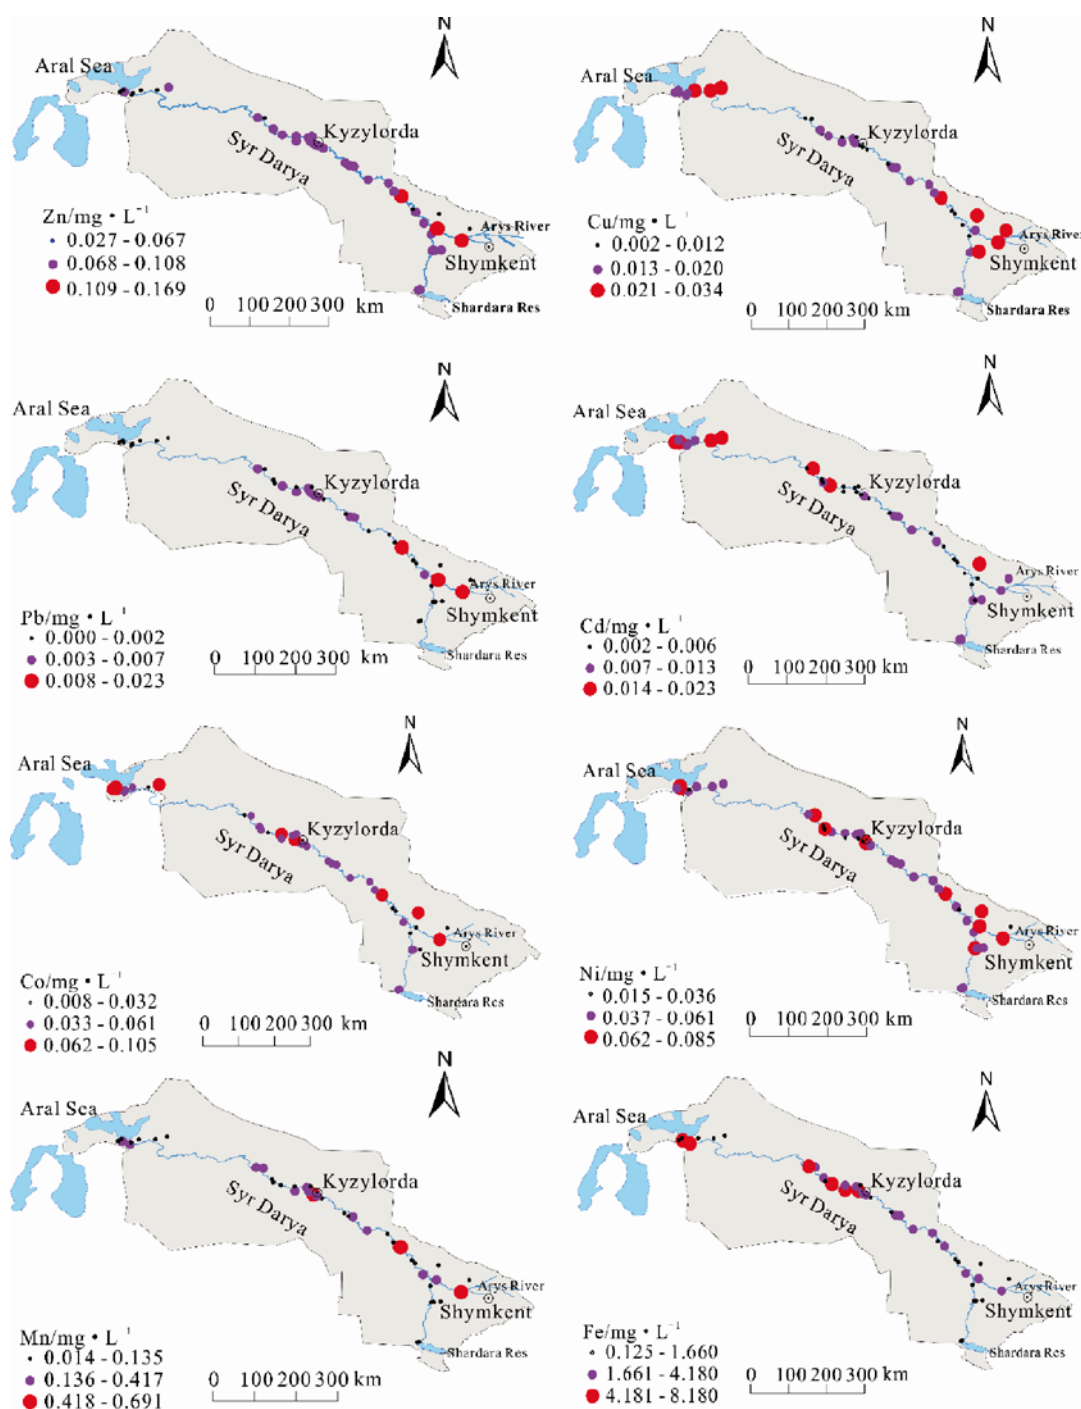 N
Aral Sea
Kyzylorda
Syr Darya
Zn/mg · L⁻¹
Arys River
0.027 - 0.067
0.068 - 0.108
Shymkent
0.109 - 0.169
0 100 200 300 km
Shardara Res
N
Aral Sea
Kyzylorda
Syr Darya
Cu/mg · L⁻¹
Arys River
0.002 - 0.012
0.013 - 0.020
Shymkent
0.021 - 0.034
0 100 200 300 km
Shardara Res
N
Aral Sea
Kyzylorda
Syr Darya
Arys River
Pb/mg · L⁻¹
Shymkent
0.000 - 0.002
0.003 - 0.007
Shardara Res
0.008 - 0.023
0 100 200 300 km
N
Aral Sea
Kyzylorda
Syr Darya
Arys River
Cd/mg · L⁻¹
Shymkent
0.002 - 0.006
0.007 - 0.013
Shardara Res
0.014 - 0.023
0 100 200 300 km
N
Aral Sea
Kyzylorda
Syr Darya
Arys River
Shymkent
Co/mg · L⁻¹
0.008 - 0.032
Shardara Res
0.033 - 0.061
0.062 - 0.105
0 100 200 300 km
N
Aral Sea
Kyzylorda
Syr Darya
Arys River
Shymkent
Ni/mg · L⁻¹
0.015 - 0.036
Shardara Res
0.037 - 0.061
0.062 - 0.085
0 100 200 300 km
N
Aral Sea
Kyzylorda
Syr Darya
Arys River
Shymkent
Mn/mg · L⁻¹
0.014 - 0.135
Shardara Res
0.136 - 0.417
0.418 - 0.691
0 100 200 300 km
N
Aral Sea
Kyzylorda
Syr Darya
Arys River
Shymkent
Fe/mg · L⁻¹
0.125 - 1.660
Shardara Res
1.661 - 4.180
4.181 - 8.180
0 100 200 300 km